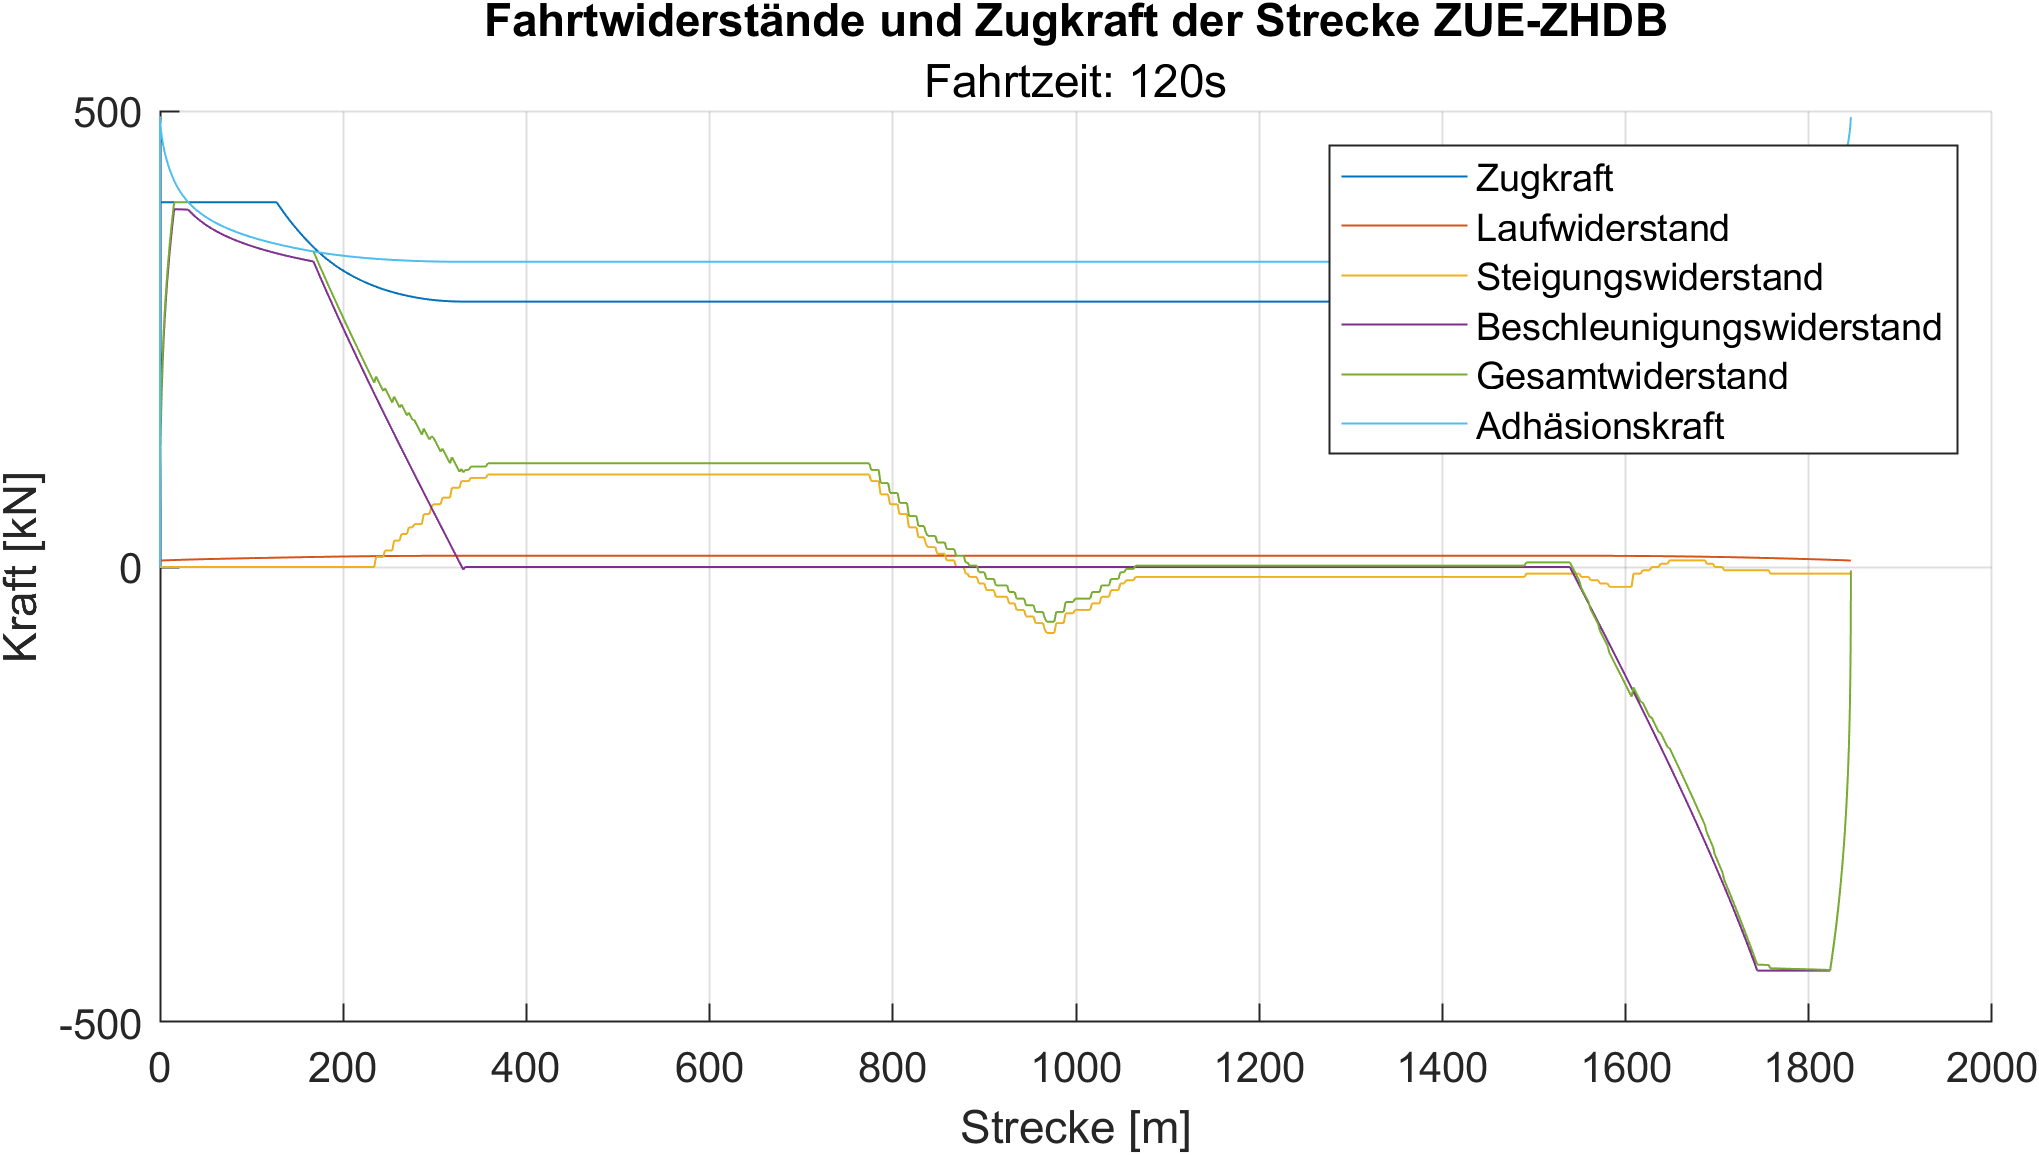 Fahrtwiderstände und Zugkraft der Strecke ZUE-ZHDB
Fahrtzeit: 120s
500
0
-500
Kraft [kN]
Zugkraft
Laufwiderstand
Steigungswiderstand
Beschleunigungswiderstand
Gesamtwiderstand
Adhäsionskraft
0 200 400 600 800 1000 1200 1400 1600 1800 2000
Strecke [m]